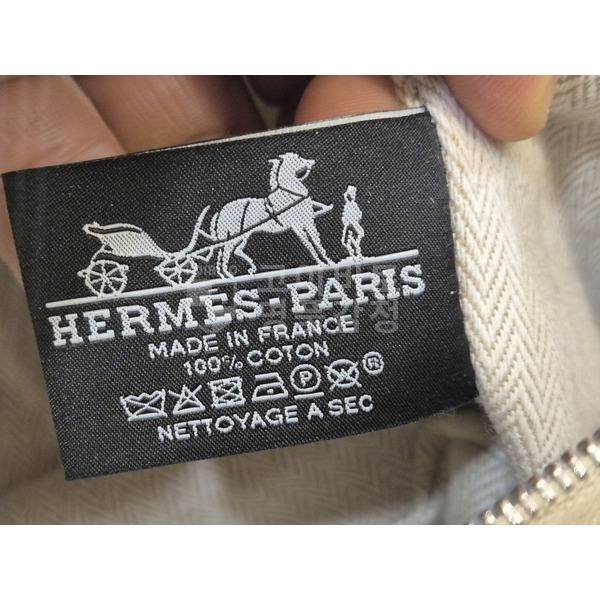 HERMES-PARIS
MADE IN FRANCE
100% COTON
P
®
NETTOYAGE A SEC